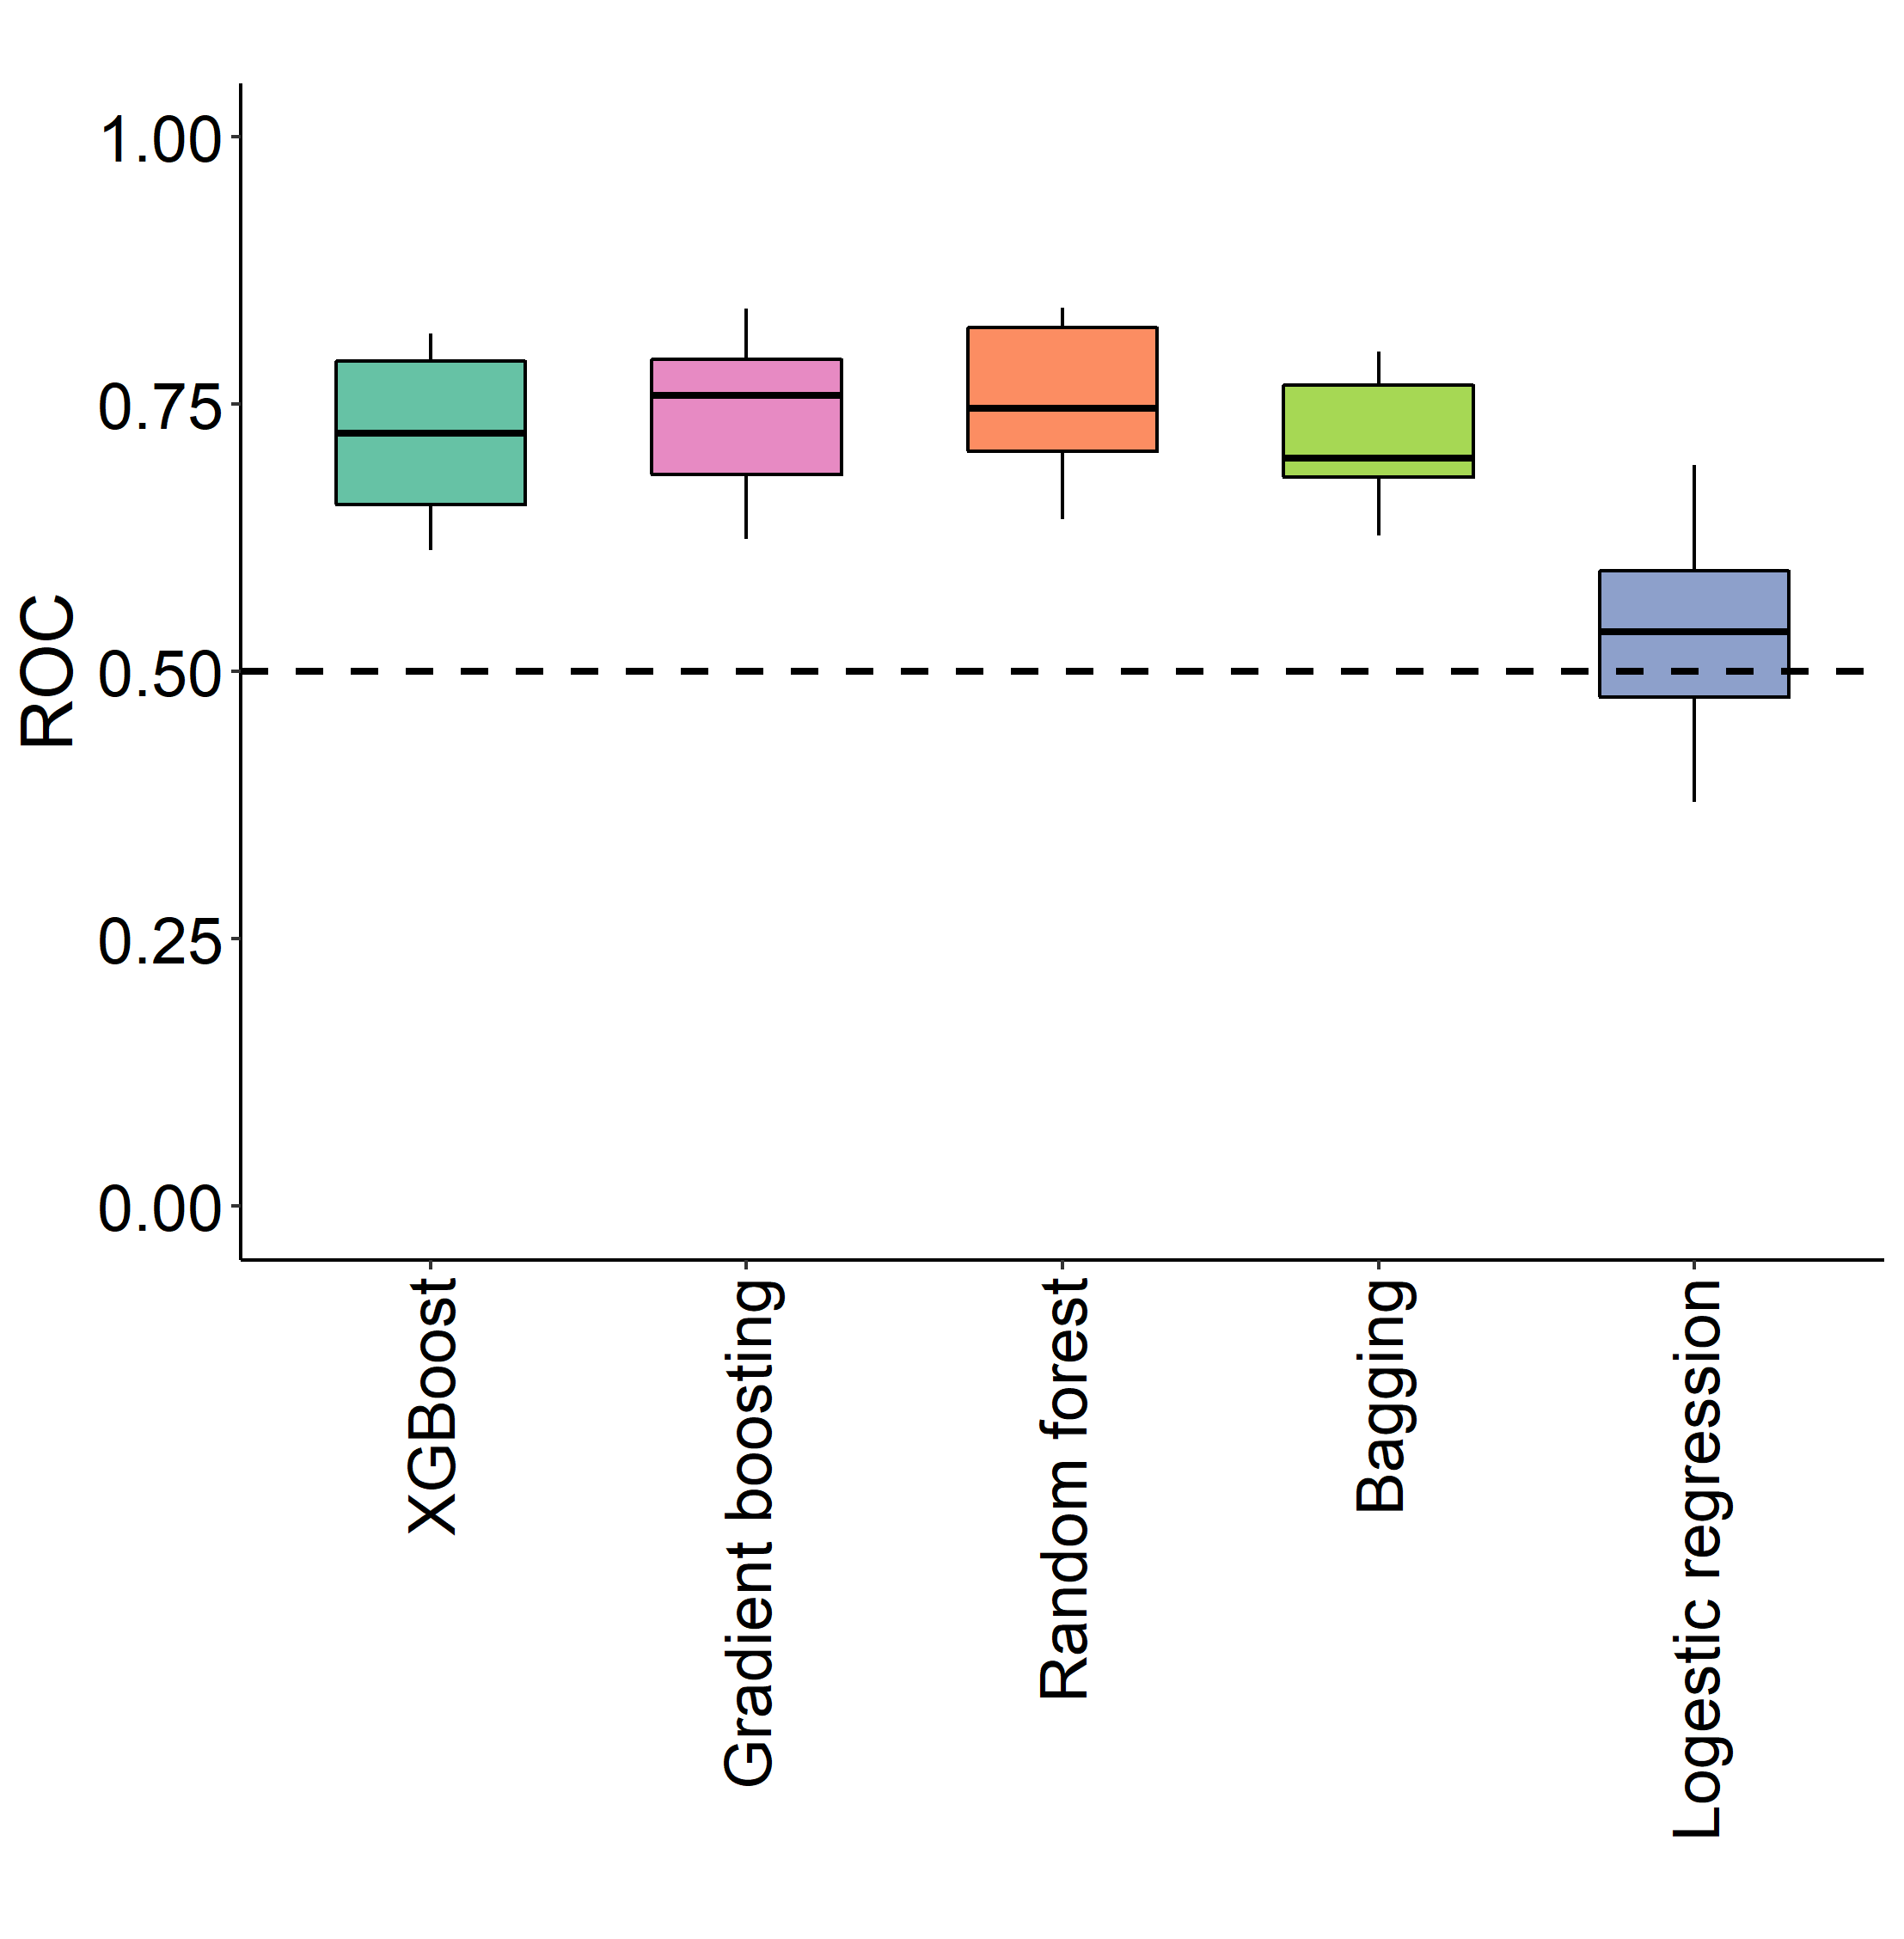 1.00
0.75
0.50
0.25
0.00
ROC
XGBoost
Gradient boosting
Random forest
Bagging
Logestic regression